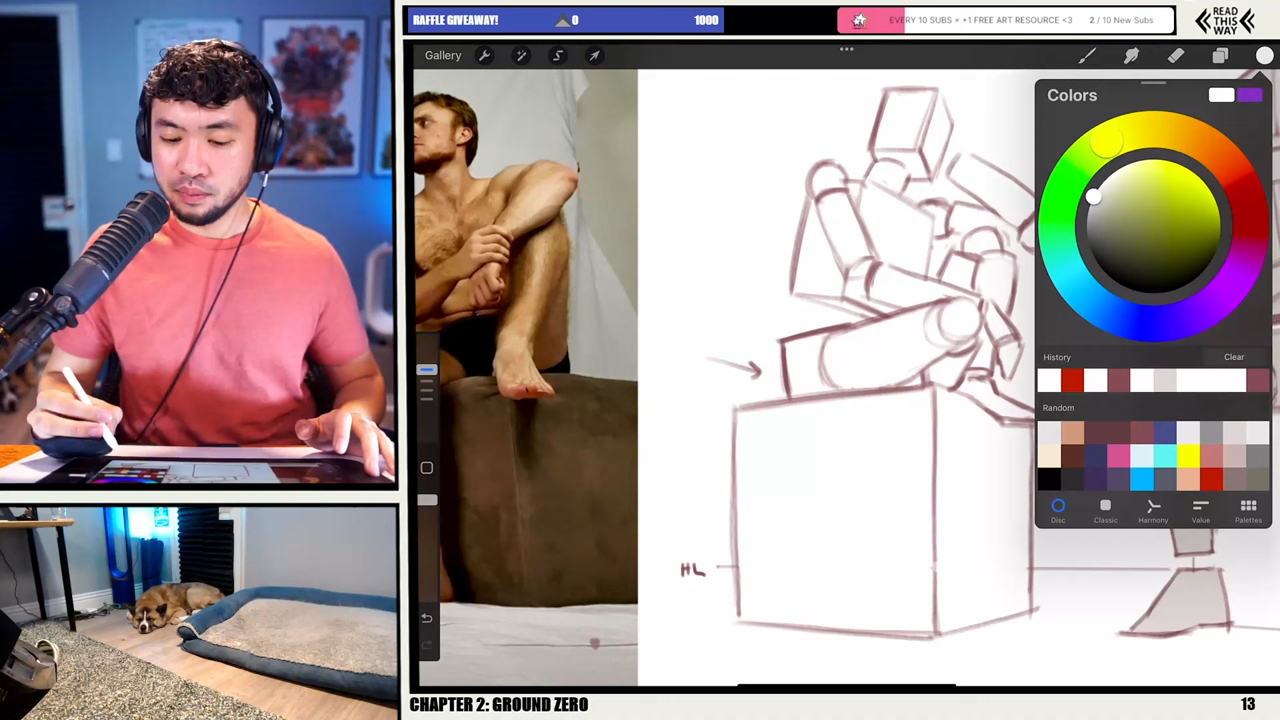 RAFFLE GIVEAWAY!
0
1000
EVERY 10 SUBS = +1 FREE ART RESOURCE <3
2 / 10 New Subs
READ
THIS
WAY
Gallery
Colors
History
Clear
Random
Disc
Classic
Harmony
Value
Palettes
HL
CHAPTER 2: GROUND ZERO
13